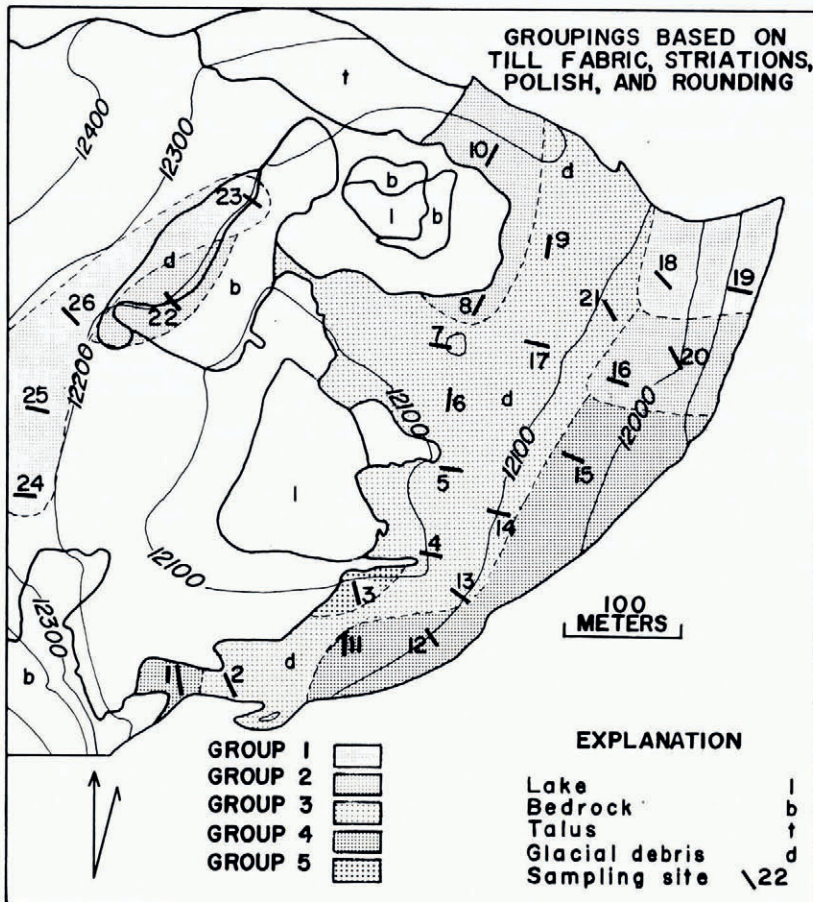 GROUPINGS BASED ON
TILL FABRIC, STRIATIONS,
POLISH, AND ROUNDING
t
12400
12300
10
d
b
23
l
b
9
d
18
19
b
26
22
8
21
7
17
20
16
25
12200
12100
6
d
12000
12100
15
24
5
l
14
4
12100
3
13
100
METERS
12300
11
12
b
d
1
2
GROUP 1
GROUP 2
GROUP 3
GROUP 4
GROUP 5
EXPLANATION
Lake l
Bedrock b
Talus t
Glacial debris d
Sampling site 22